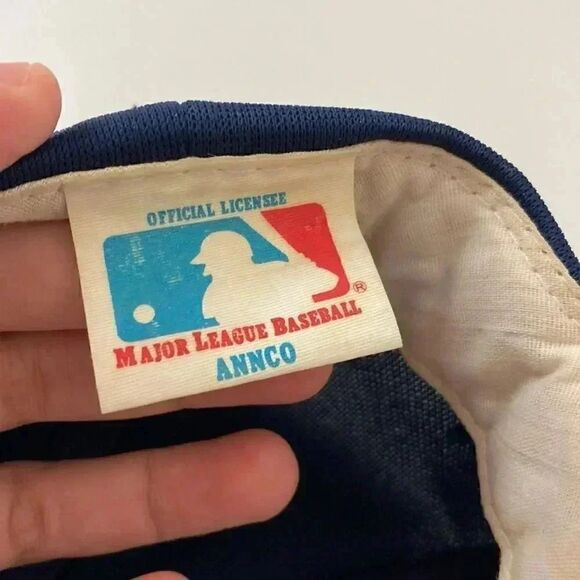 OFFICIAL LICENSEE
®
MAJOR LEAGUE BASEBALL
ANNCO